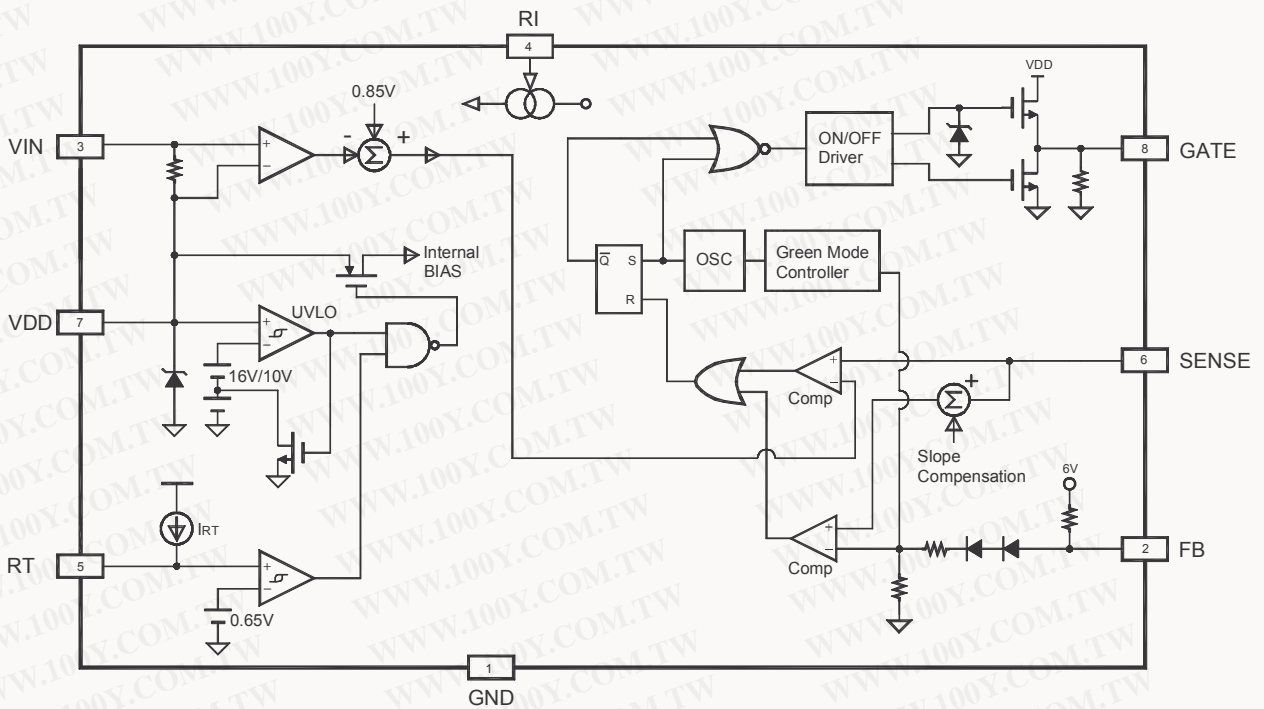 RI
4
0.85V
-
+
VDD
VIN
3
+
−
Σ
ON/OFF
Driver
8
GATE
Internal
BIAS
Q
S
R
OSC
Green Mode
Controller
VDD
7
UVLO
+
−
16V/10V
+
−
Comp
6
SENSE
+
Σ
Slope
Compensation
6V
IRT
RT
5
+
−
0.65V
+
−
Comp
2
FB
1
GND
WWW.100Y.COM.TW